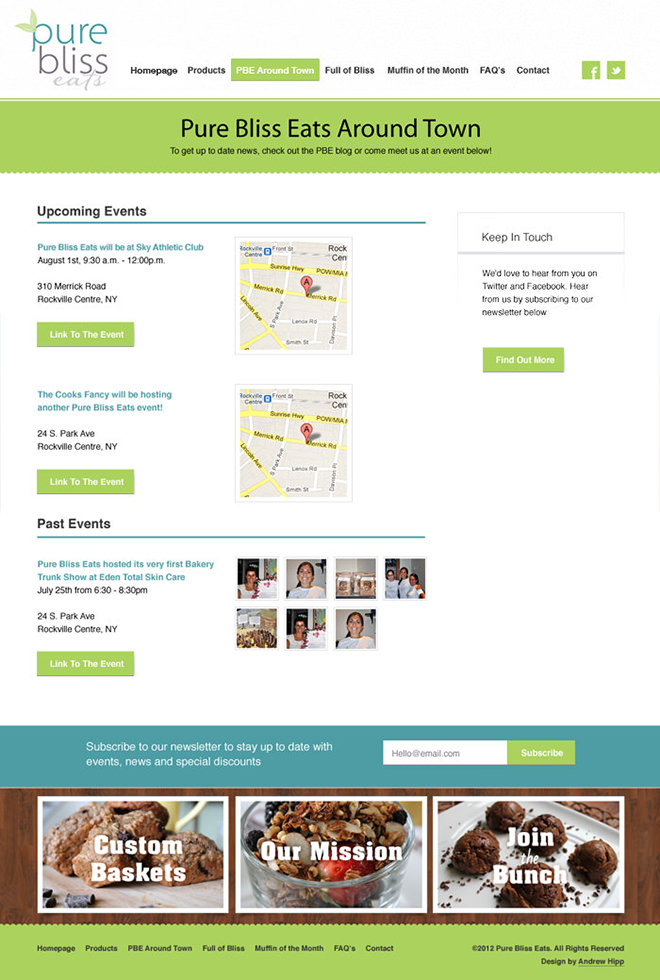 pure
bliss
eats
Homepage Products PBE Around Town Full of Bliss Muffin of the Month FAQ's Contact
Pure Bliss Eats Around Town
To get up to date news, check out the PBE blog or come meet us at an event below!
Upcoming Events
Pure Bliss Eats will be at Sky Athletic Club
August 1st, 9:30 a.m. - 12:00p.m.
310 Merrick Road
Rockville Centre, NY
Link To The Event
Rockville
Centre
Front St
Rock
Cen
Sunrise Hwy
POW/MIA
Merrick Rd
A
Merrick Rd
Lincoln Ave
S Park Ave
Lenox Rd
Smith St
Keep In Touch
We'd love to hear from you on
Twitter and Facebook. Hear
from us by subscribing to our
newsletter below
Find Out More
The Cooks Fancy will be hosting
another Pure Bliss Eats event!
24 S. Park Ave
Rockville Centre, NY
Link To The Event
Rockville
Centre
Front St
Rock
Cen
Sunrise Hwy
POW/MIA
Merrick Rd
A
Merrick Rd
Lincoln Ave
S Park Ave
Lenox Rd
Smith St
Past Events
Pure Bliss Eats hosted its very first Bakery
Trunk Show at Eden Total Skin Care
July 25th from 6:30 - 8:30pm
24 S. Park Ave
Rockville Centre, NY
Link To The Event
Subscribe to our newsletter to stay up to date with
events, news and special discounts
Hello@email.com
Subscribe
Custom
Baskets
Our Mission
Join
the
Bunch
Homepage Products PBE Around Town Full of Bliss Muffin of the Month FAQ's Contact
©2012 Pure Bliss Eats. All Rights Reserved
Design by Andrew Hipp